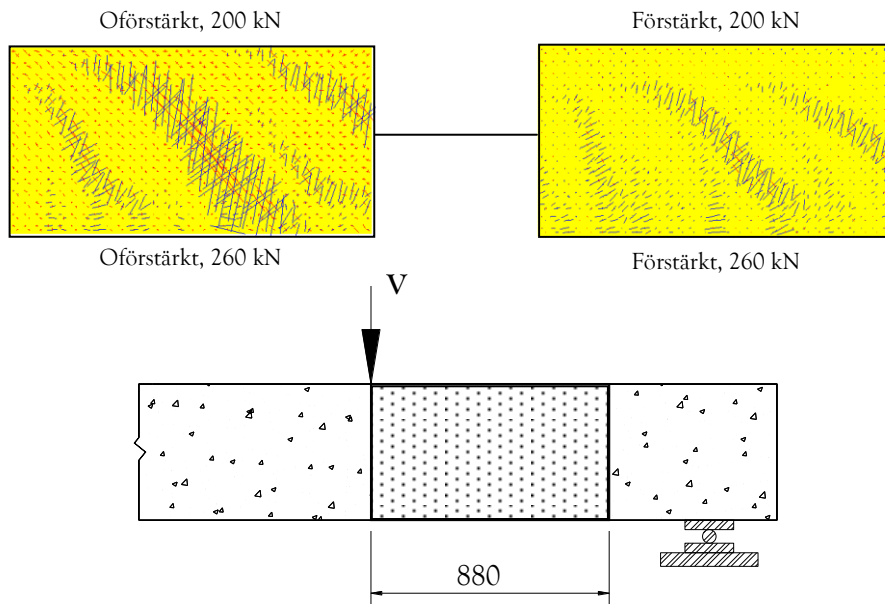 Oförstärkt, 200 kN
Förstärkt, 200 kN
Oförstärkt, 260 kN
Förstärkt, 260 kN
V
880